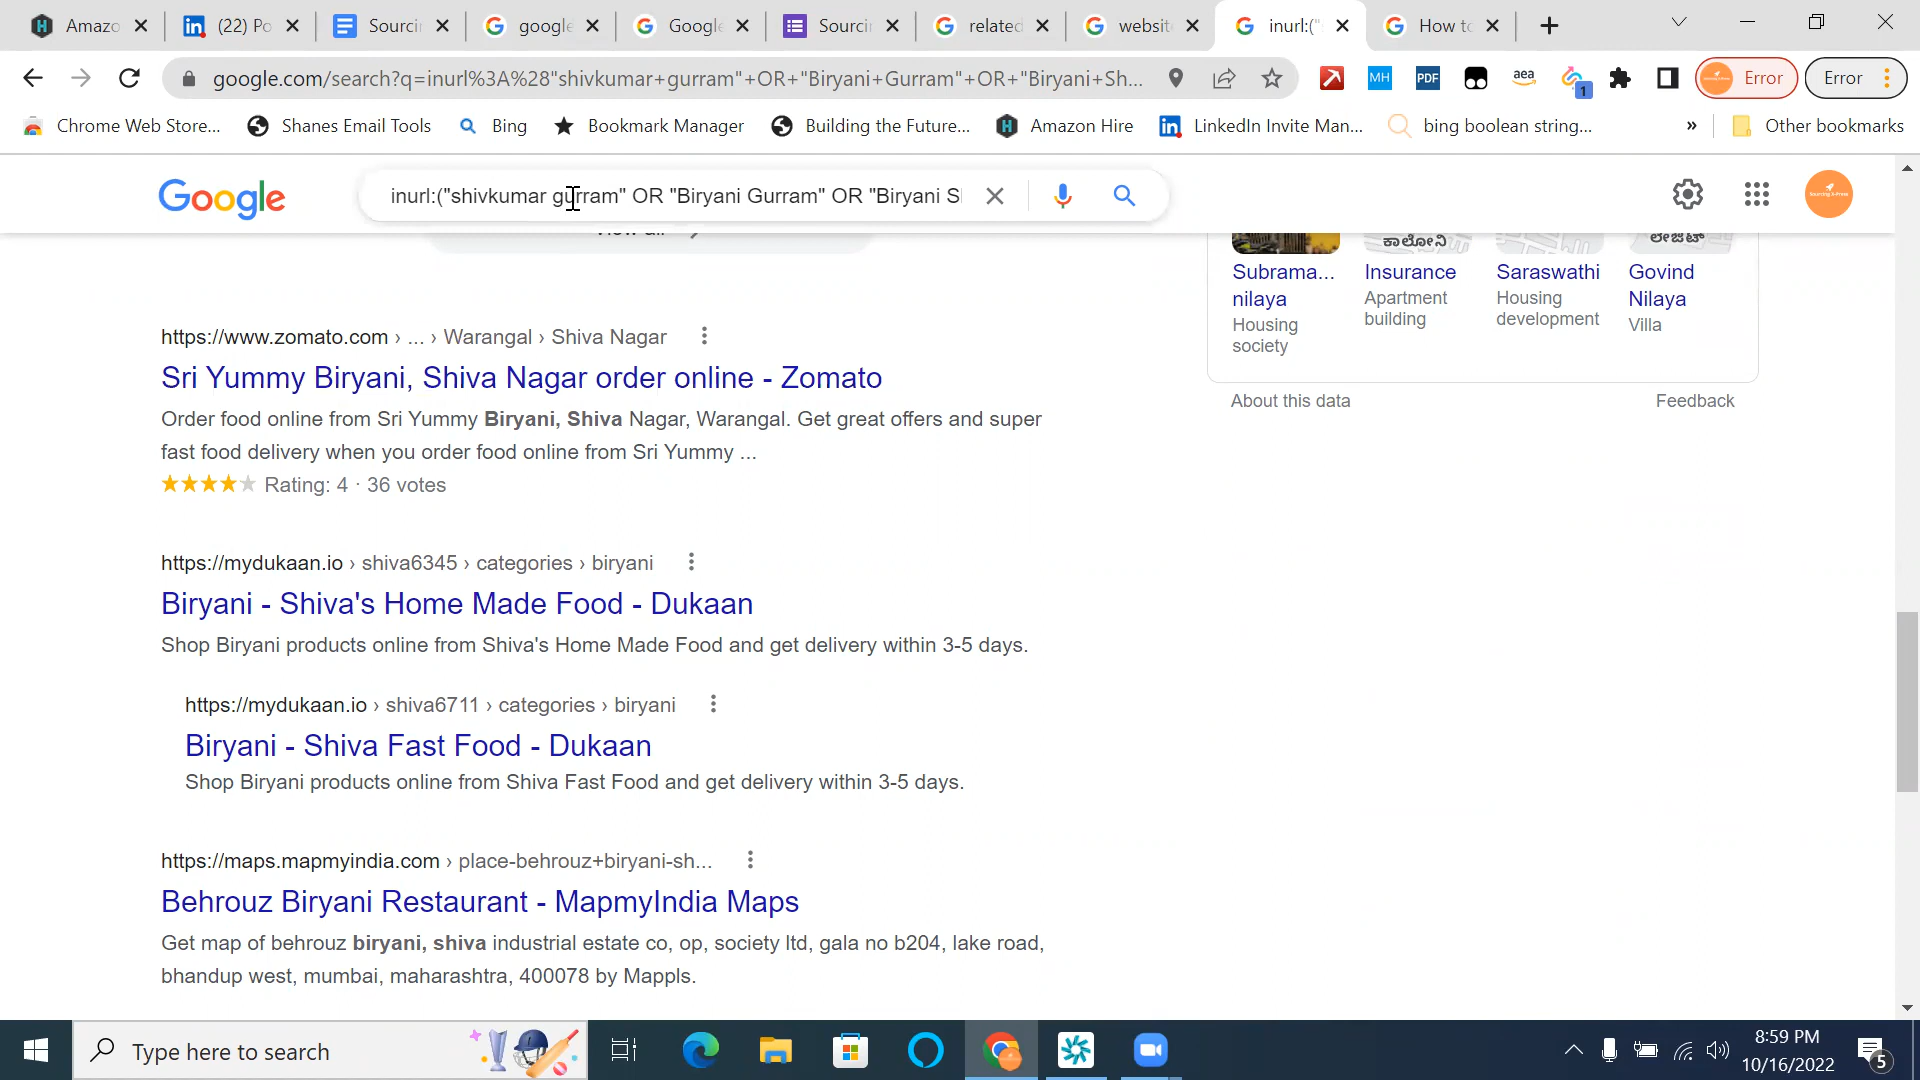 Amazo
(22) Po
Sourcin
google
Google
Sourcin
related
websit
inurl:("s
How to
google.com/search?q=inurl%3A%28"shivkumar+gurram"+OR+"Biryani+Gurram"+OR+"Biryani+Sh...
MH
PDF
aea
1
Error
Error
Chrome Web Store...
Shanes Email Tools
Bing
Bookmark Manager
Building the Future...
Amazon Hire
LinkedIn Invite Man...
bing boolean string...
»
Other bookmarks
Google
inurl:("shivkumar gurram" OR "Biryani Gurram" OR "Biryani S
View all
Subrama...
nilaya
Housing
society
ಕಾಲೋನಿ
Insurance
Apartment
building
Saraswathi
Housing
development
Govind
Nilaya
Villa
About this data
Feedback
https://www.zomato.com › ... › Warangal › Shiva Nagar
Sri Yummy Biryani, Shiva Nagar order online - Zomato
Order food online from Sri Yummy Biryani, Shiva Nagar, Warangal. Get great offers and super
fast food delivery when you order food online from Sri Yummy ...
Rating: 4 · 36 votes
https://mydukaan.io › shiva6345 › categories › biryani
Biryani - Shiva's Home Made Food - Dukaan
Shop Biryani products online from Shiva's Home Made Food and get delivery within 3-5 days.
https://mydukaan.io › shiva6711 › categories › biryani
Biryani - Shiva Fast Food - Dukaan
Shop Biryani products online from Shiva Fast Food and get delivery within 3-5 days.
https://maps.mapmyindia.com › place-behrouz+biryani-sh...
Behrouz Biryani Restaurant - MapmyIndia Maps
Get map of behrouz biryani, shiva industrial estate co, op, society ltd, gala no b204, lake road,
bhandup west, mumbai, maharashtra, 400078 by Mappls.
Type here to search
8:59 PM
10/16/2022
5